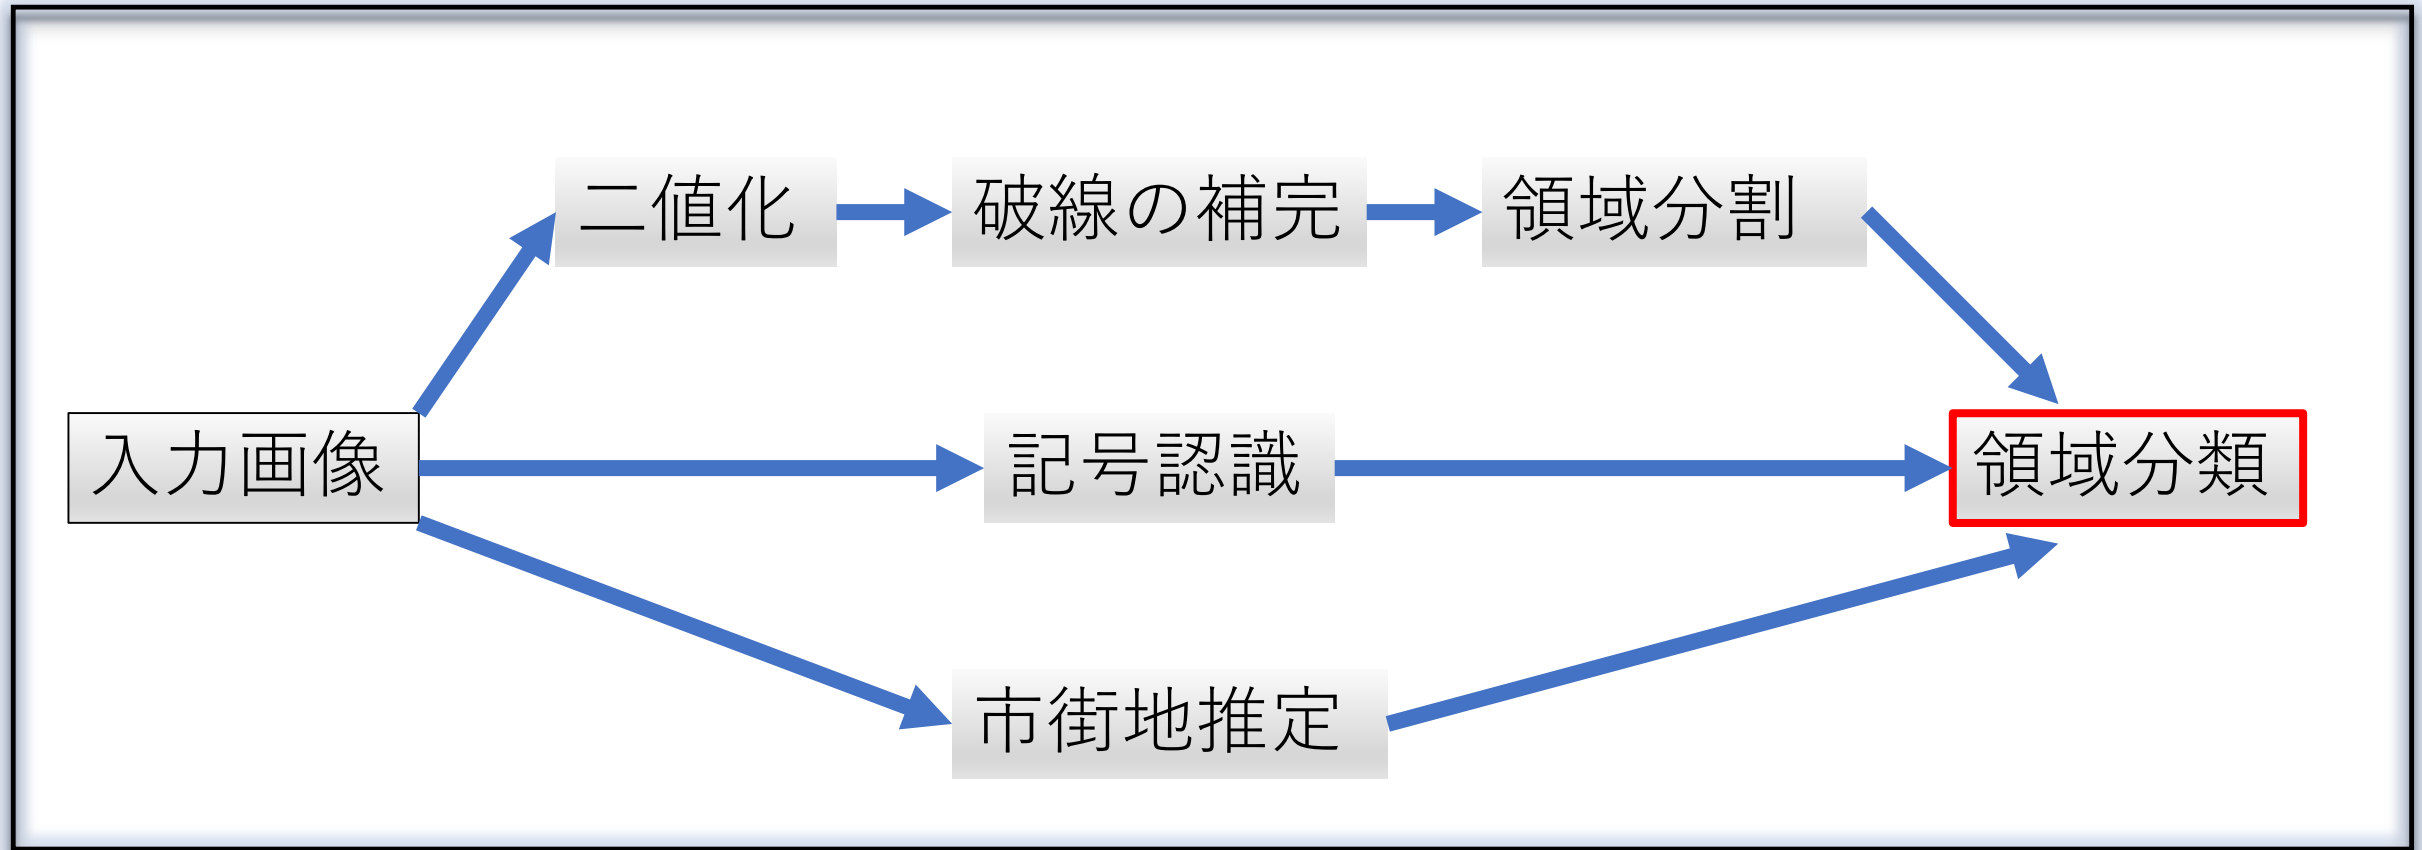 二値化
破線の補完
領域分割
入力画像
記号認識
領域分類
市街地推定